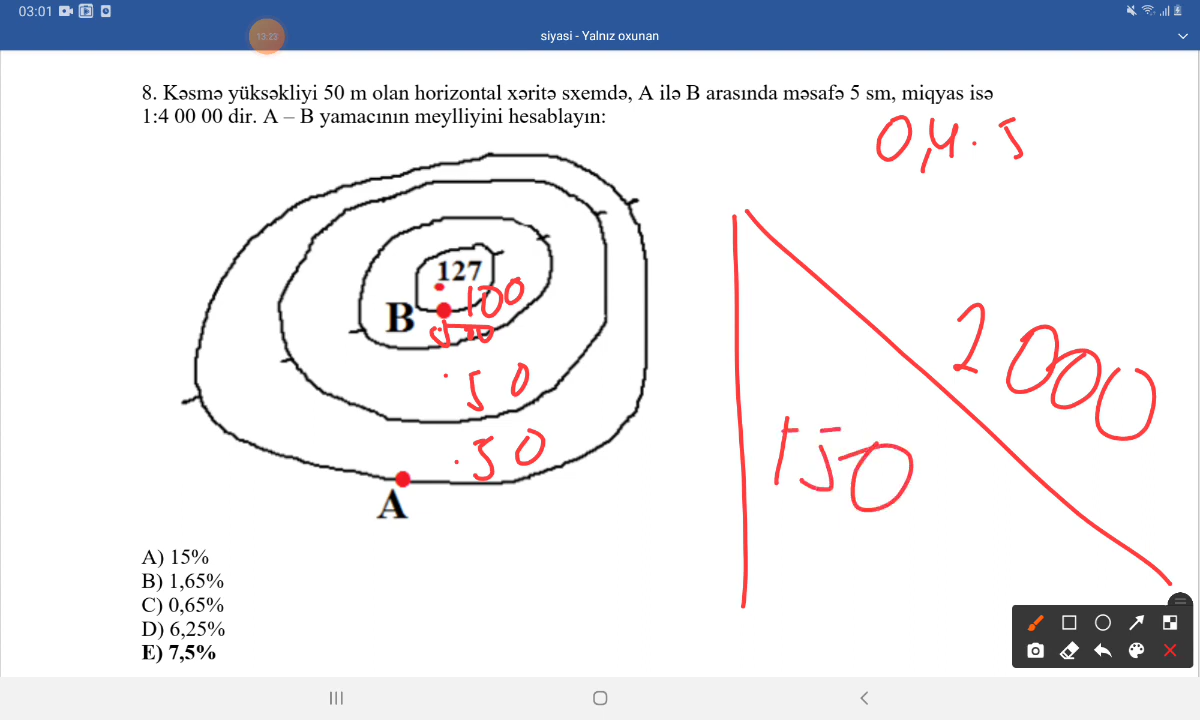 03:01
13:23
siyasi - Yalnız oxunan
8. Kəsmə yüksəkliyi 50 m olan horizontal xəritə sxemdə, A ilə B arasında məsafə 5 sm, miqyas isə
1:4 00 00 dir. A – B yamacının meylliyini hesablayın:
0,4 · 5
127
B
100
50
50
A
2000
150
A) 15%
B) 1,65%
C) 0,65%
D) 6,25%
E) 7,5%